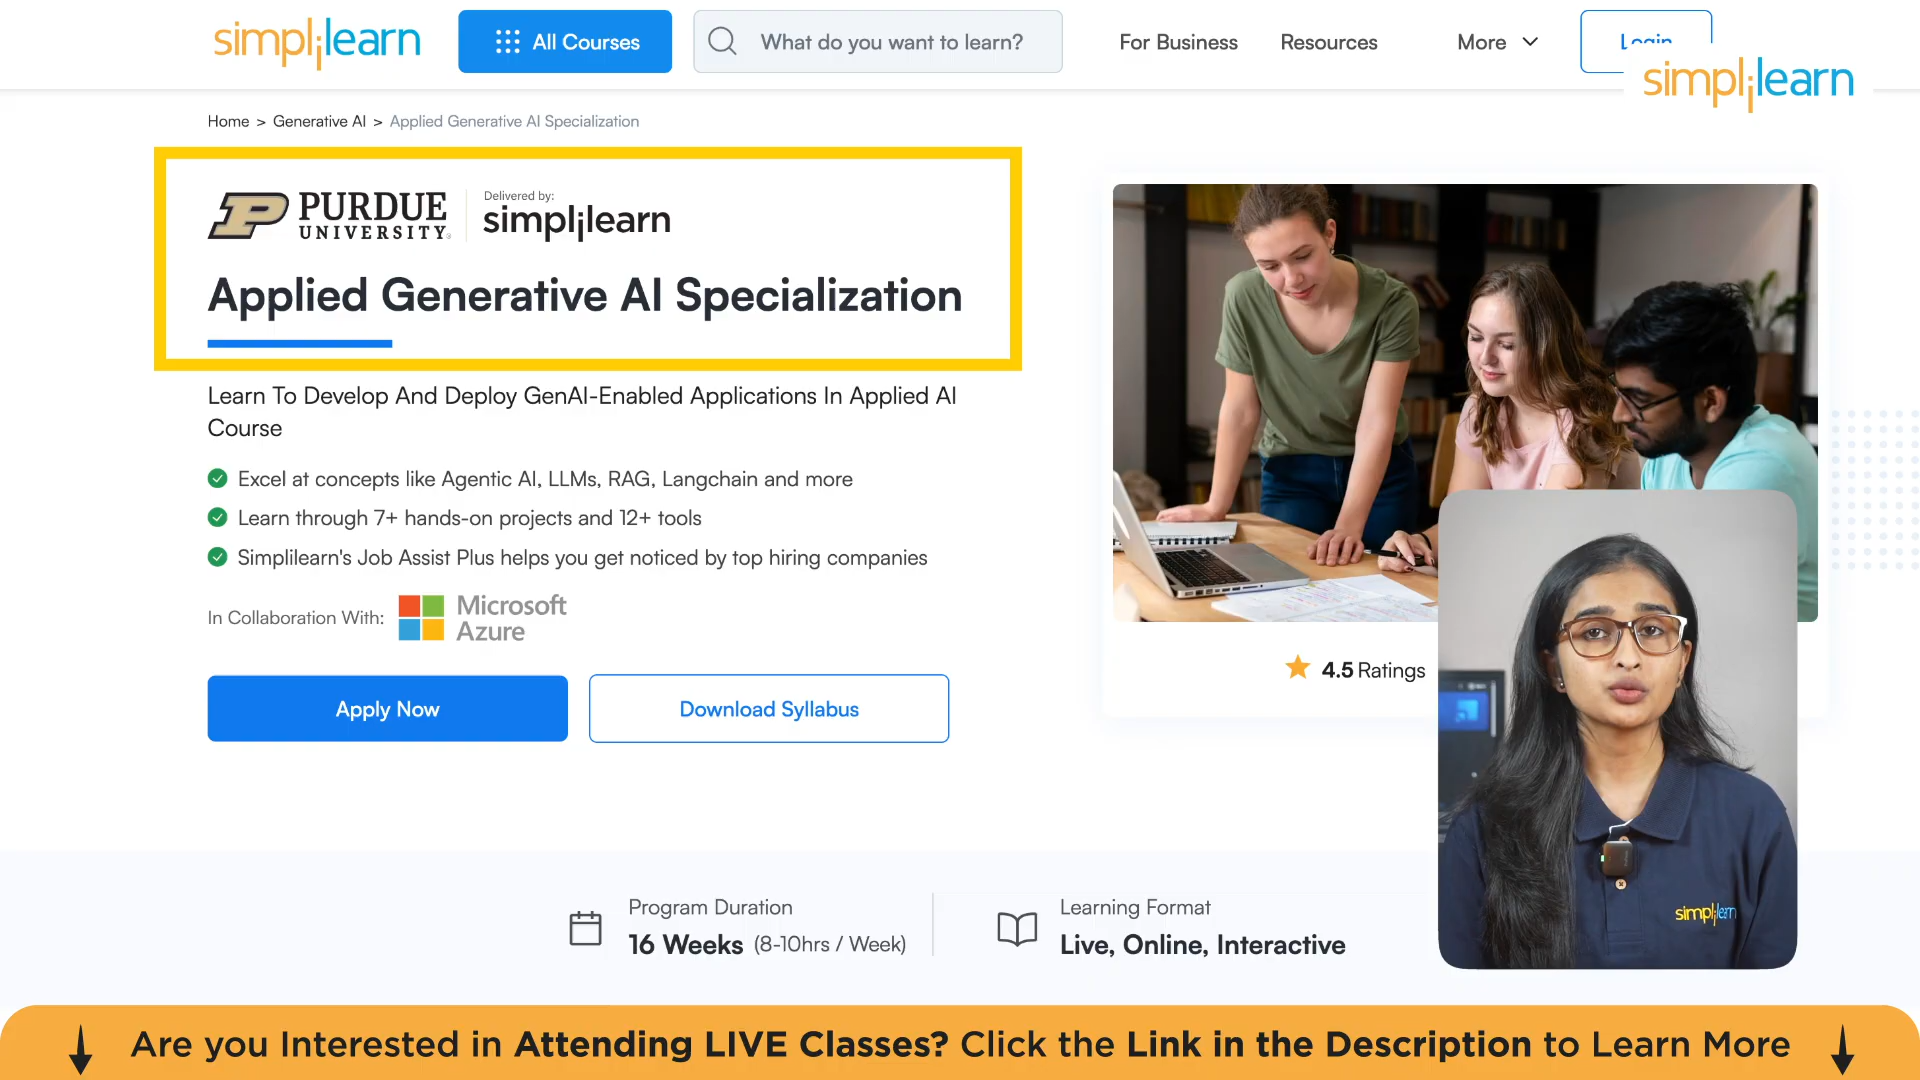 simplilearn
All Courses
What do you want to learn?
For Business
Resources
More
Login
simplilearn
Home > Generative AI > Applied Generative AI Specialization
PURDUE
UNIVERSITY®
Delivered by:
simplilearn
Applied Generative AI Specialization
Learn To Develop And Deploy GenAI-Enabled Applications In Applied AI
Course
Excel at concepts like Agentic AI, LLMs, RAG, Langchain and more
Learn through 7+ hands-on projects and 12+ tools
Simplilearn's Job Assist Plus helps you get noticed by top hiring companies
In Collaboration With:
Microsoft
Azure
Apply Now
Download Syllabus
4.5 Ratings
simplilearn
Program Duration
16 Weeks (8-10hrs / Week)
Learning Format
Live, Online, Interactive
Are you Interested in Attending LIVE Classes? Click the Link in the Description to Learn More